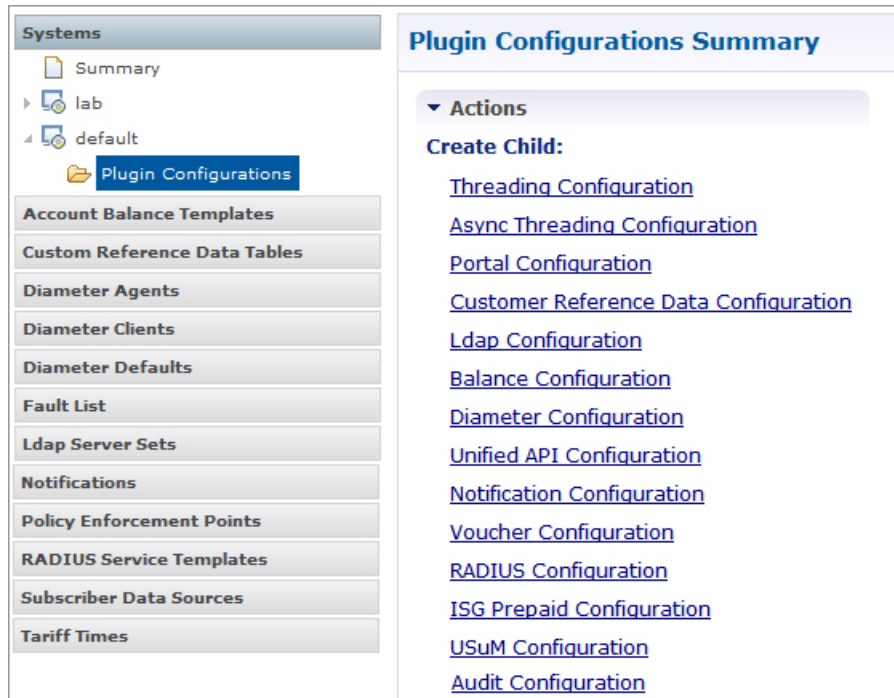 Systems
Summary
lab
default
Plugin Configurations
Account Balance Templates
Custom Reference Data Tables
Diameter Agents
Diameter Clients
Diameter Defaults
Fault List
Ldap Server Sets
Notifications
Policy Enforcement Points
RADIUS Service Templates
Subscriber Data Sources
Tariff Times
Plugin Configurations Summary
Actions
Create Child:
Threading Configuration
Async Threading Configuration
Portal Configuration
Customer Reference Data Configuration
Ldap Configuration
Balance Configuration
Diameter Configuration
Unified API Configuration
Notification Configuration
Voucher Configuration
RADIUS Configuration
ISG Prepaid Configuration
USuM Configuration
Audit Configuration